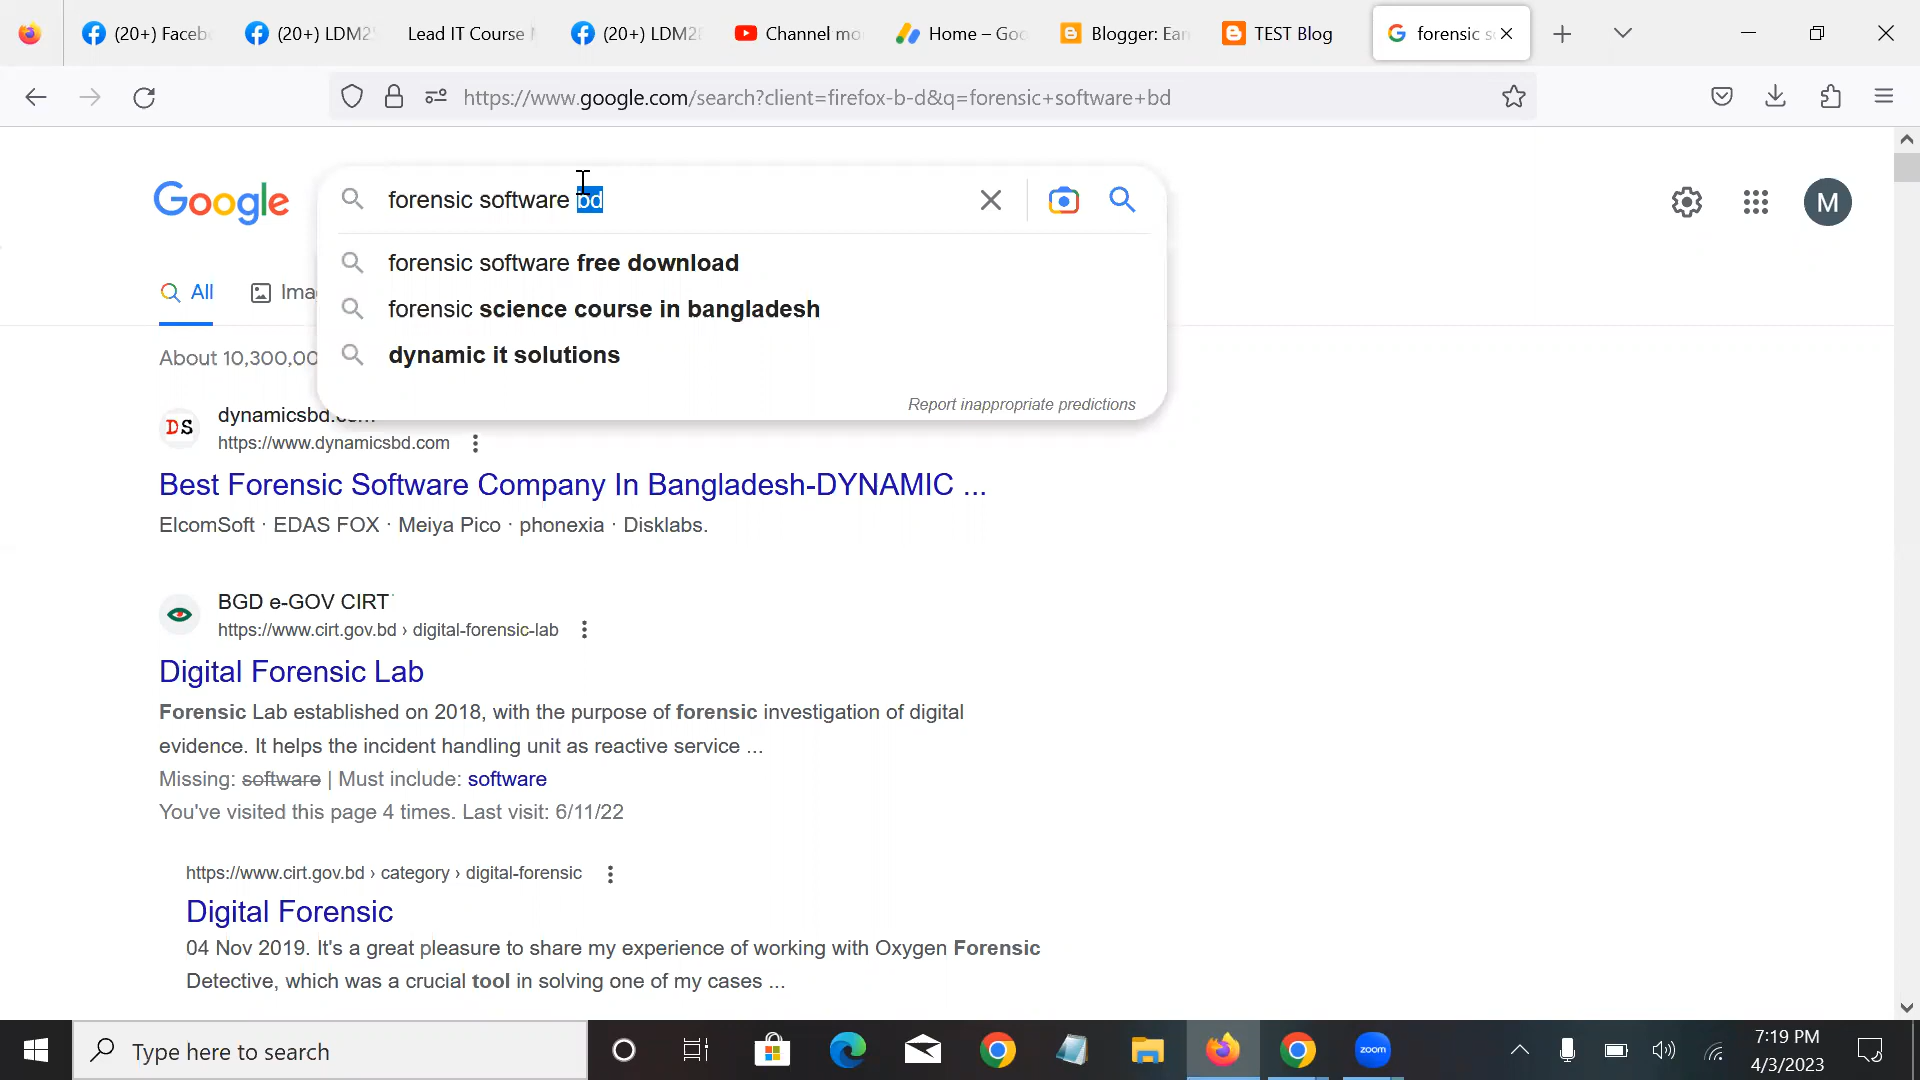 (20+) Faceb
(20+) LDM2
Lead IT Course
(20+) LDM2
Channel mo
Home – Goo
Blogger: Ear
TEST Blog
forensic s
https://www.google.com/search?client=firefox-b-d&q=forensic+software+bd
Google
forensic software bd
M
forensic software free download
forensic science course in bangladesh
dynamic it solutions
Report inappropriate predictions
All
Ima
About 10,300,00
DS
dynamicsbd.com
https://www.dynamicsbd.com
Best Forensic Software Company In Bangladesh-DYNAMIC ...
ElcomSoft · EDAS FOX · Meiya Pico · phonexia · Disklabs.
BGD e-GOV CIRT
https://www.cirt.gov.bd › digital-forensic-lab
Digital Forensic Lab
Forensic Lab established on 2018, with the purpose of forensic investigation of digital
evidence. It helps the incident handling unit as reactive service ...
Missing: software | Must include: software
You've visited this page 4 times. Last visit: 6/11/22
https://www.cirt.gov.bd › category › digital-forensic
Digital Forensic
04 Nov 2019. It's a great pleasure to share my experience of working with Oxygen Forensic
Detective, which was a crucial tool in solving one of my cases ...
Type here to search
zoom
7:19 PM
4/3/2023